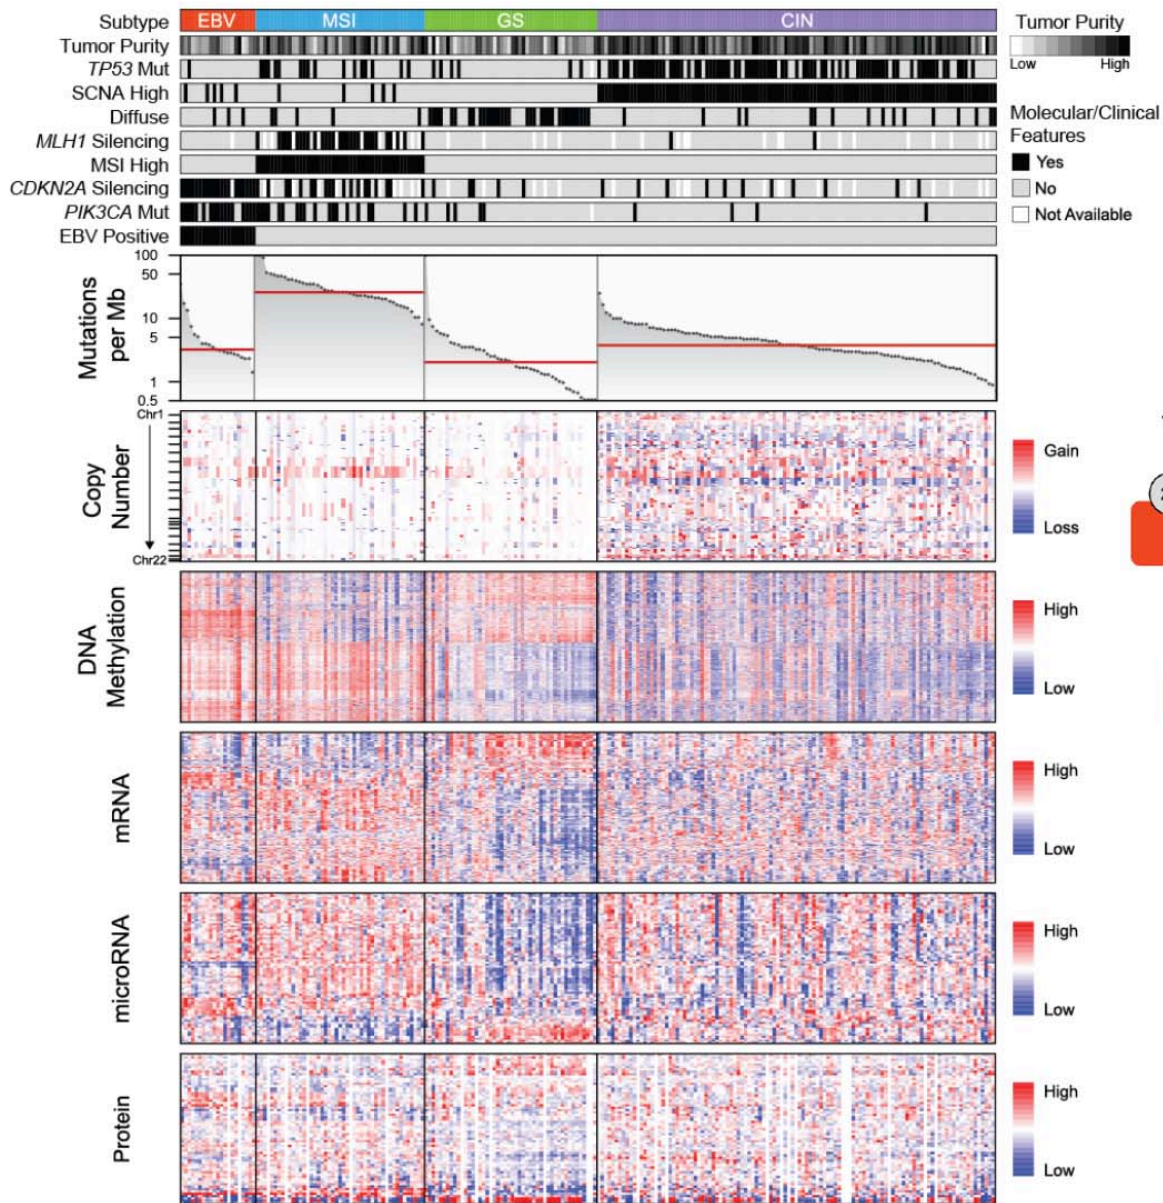 Subtype EBV MSI GS CIN
Tumor Purity
Low High
Tumor Purity
TP53 Mut
SCNA High
Diffuse
MLH1 Silencing
MSI High
CDKN2A Silencing
PIK3CA Mut
EBV Positive
Molecular/Clinical
Features
Yes
No
Not Available
Mutations
per Mb
100
50
10
5
1
0.5
Copy
Number
Chr1
Chr22
Gain
Loss
DNA
Methylation
High
Low
mRNA
High
Low
microRNA
High
Low
Protein
High
Low